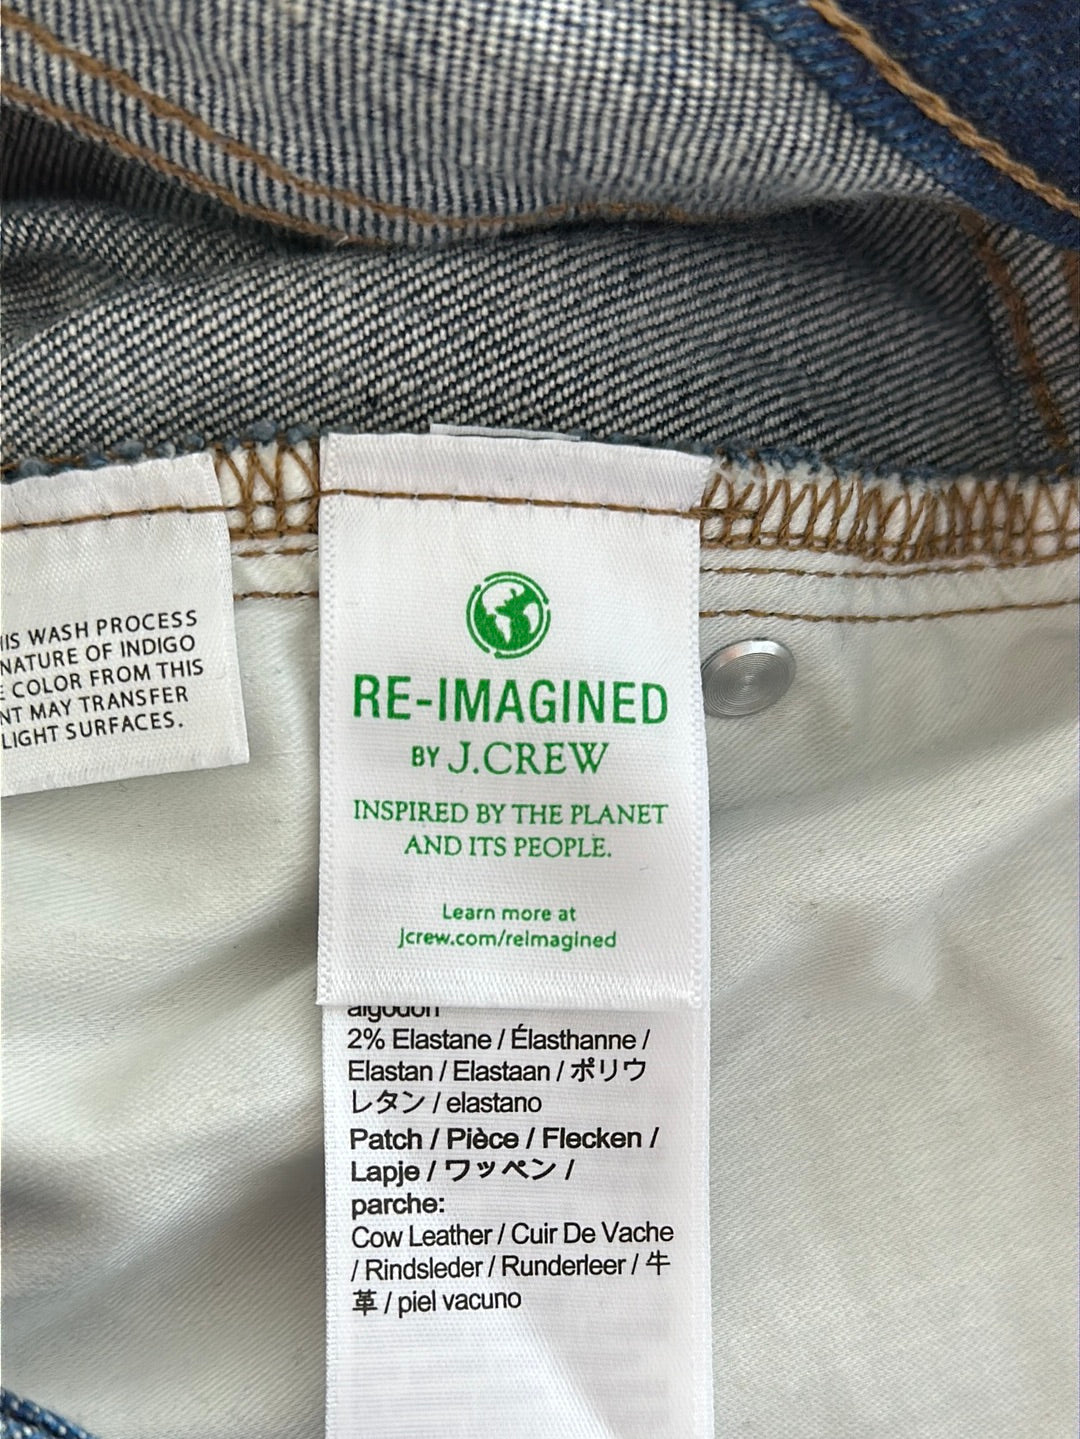 IS WASH PROCESS
NATURE OF INDIGO
COLOR FROM THIS
NT MAY TRANSFER
LIGHT SURFACES.
RE-IMAGINED
BY J.CREW
INSPIRED BY THE PLANET
AND ITS PEOPLE.
Learn more at
jcrew.com/reimagined
algodón
2% Elastane / Élasthanne /
Elastan / Elastaan / ポリウ
レタン / elastano
Patch / Pièce / Flecken /
Lapje / ワッペン /
parche:
Cow Leather / Cuir De Vache
/ Rindsleder / Runderleer / 牛
革 / piel vacuno